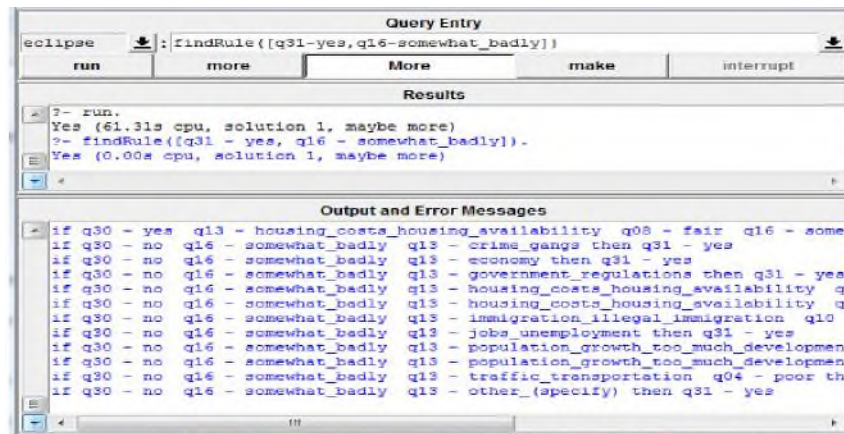 Query Entry
eclipse : findRule([q31-yes,q16-somewhat_badly])
run more More make interrupt
Results
?- run.
Yes (61.31s cpu, solution 1, maybe more)
?- findRule([q31 - yes, q16 - somewhat_badly]).
Yes (0.00s cpu, solution 1, maybe more)
Output and Error Messages
if q30 - yes q13 - housing_costs_housing_availability q08 - fair q16 - some
if q30 - no q16 - somewhat_badly q13 - crime_gangs then q31 - yes
if q30 - no q16 - somewhat_badly q13 - economy then q31 - yes
if q30 - no q16 - somewhat_badly q13 - government_regulations then q31 - yes
if q30 - no q16 - somewhat_badly q13 - housing_costs_housing_availability q
if q30 - no q16 - somewhat_badly q13 - housing_costs_housing_availability q
if q30 - no q16 - somewhat_badly q13 - immigration_illegal_immigration q10
if q30 - no q16 - somewhat_badly q13 - jobs_unemployment then q31 - yes
if q30 - no q16 - somewhat_badly q13 - population_growth_too_much_developmen
if q30 - no q16 - somewhat_badly q13 - population_growth_too_much_developmen
if q30 - no q16 - somewhat_badly q13 - traffic_transportation q04 - poor th
if q30 - no q16 - somewhat_badly q13 - other_(specify) then q31 - yes